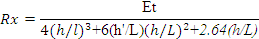 Rx = Et / 4(h/l)³+6(h'/L)(h/L)²+2.64(h/L)